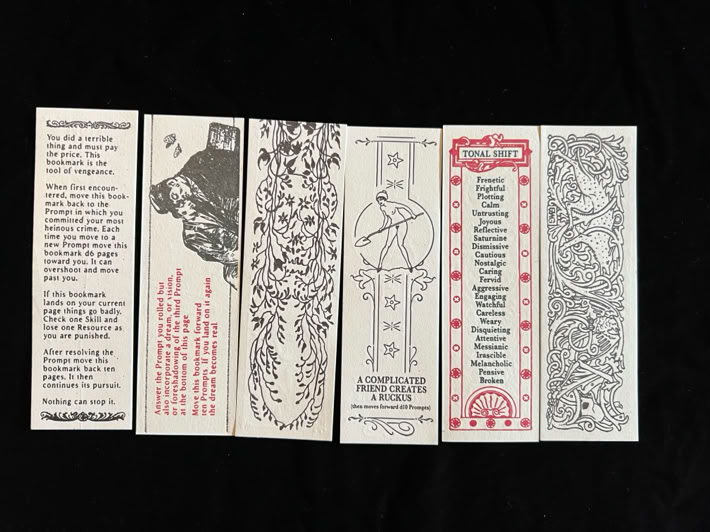 You did a terrible
thing and must pay
the price. This
bookmark is the
tool of vengeance.
When first encoun-
tered, move this book-
mark back to the
Prompt in which you
committed your most
heinous crime. Each
time you move to a
new Prompt move this
bookmark d6 pages
toward you. It can
overshoot and move
past you.
If this bookmark
lands on your current
page things go badly.
Check one Skill and
lose one Resource as
you are punished.
After resolving the
Prompt move this
bookmark back ten
pages. It then
continues its pursuit.
Nothing can stop it.
Answer the Prompt you rolled but
also incorporate a dream, or vision,
or foreshadowing of the third Prompt
at the bottom of this page
Move this bookmark forward
ten Prompts. If you land on it again
the dream becomes real
A COMPLICATED
FRIEND CREATES
A RUCKUS
(then moves forward d10 Prompts)
TONAL SHIFT
Frenetic
Frightful
Plotting
Calm
Untrusting
Joyous
Reflective
Saturnine
Dismissive
Cautious
Nostalgic
Caring
Fervid
Aggressive
Engaging
Watchful
Careless
Weary
Disquieting
Attentive
Messianic
Irascible
Melancholic
Pensive
Broken